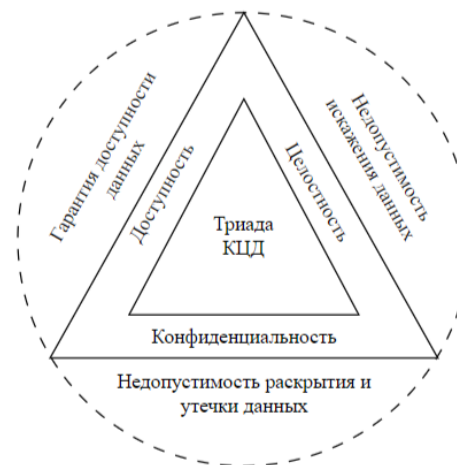 Гарантия доступности
данных
Доступность
Недопустимость
искажения данных
Целостность
Триада
КЦД
Конфиденциальность
Недопустимость раскрытия и
утечки данных